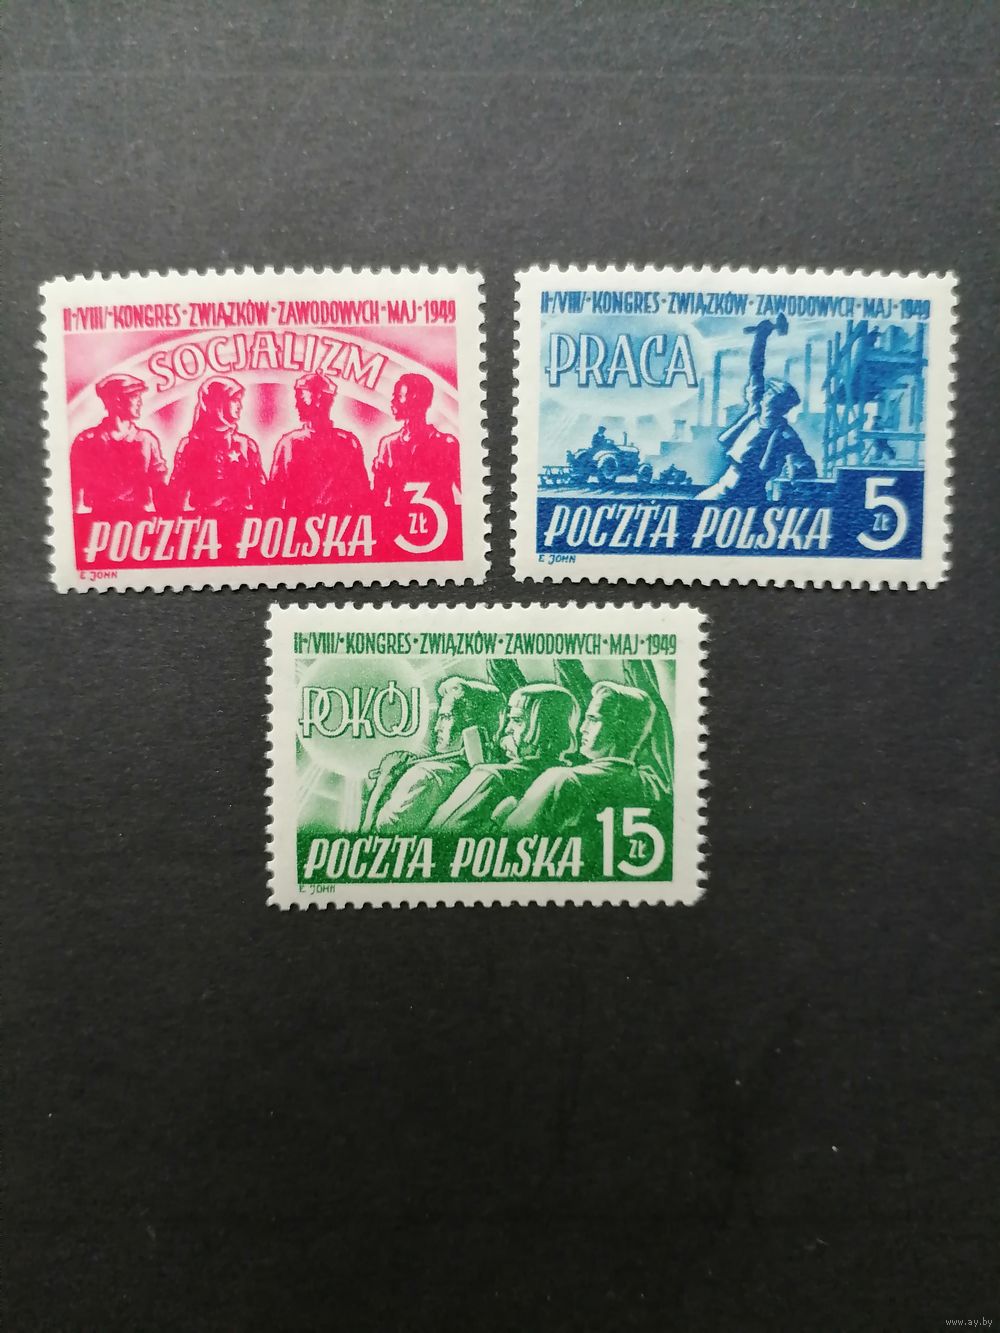 II-/VIII/-KONGRES·ZWIĄZKÓW·ZAWODOWYCH·MAJ·1949
SOCJALIZM
3
ZŁ
POCZTA POLSKA
E JOHN
II-/VIII/-KONGRES·ZWIĄZKÓW·ZAWODOWYCH·MAJ·1949
PRACA
5
ZŁ
POCZTA POLSKA
E JOHN
II-/VIII/-KONGRES·ZWIĄZKÓW·ZAWODOWYCH·MAJ·1949
POKÓJ
15
ZŁ
POCZTA POLSKA
E JOHN
www.ay.by